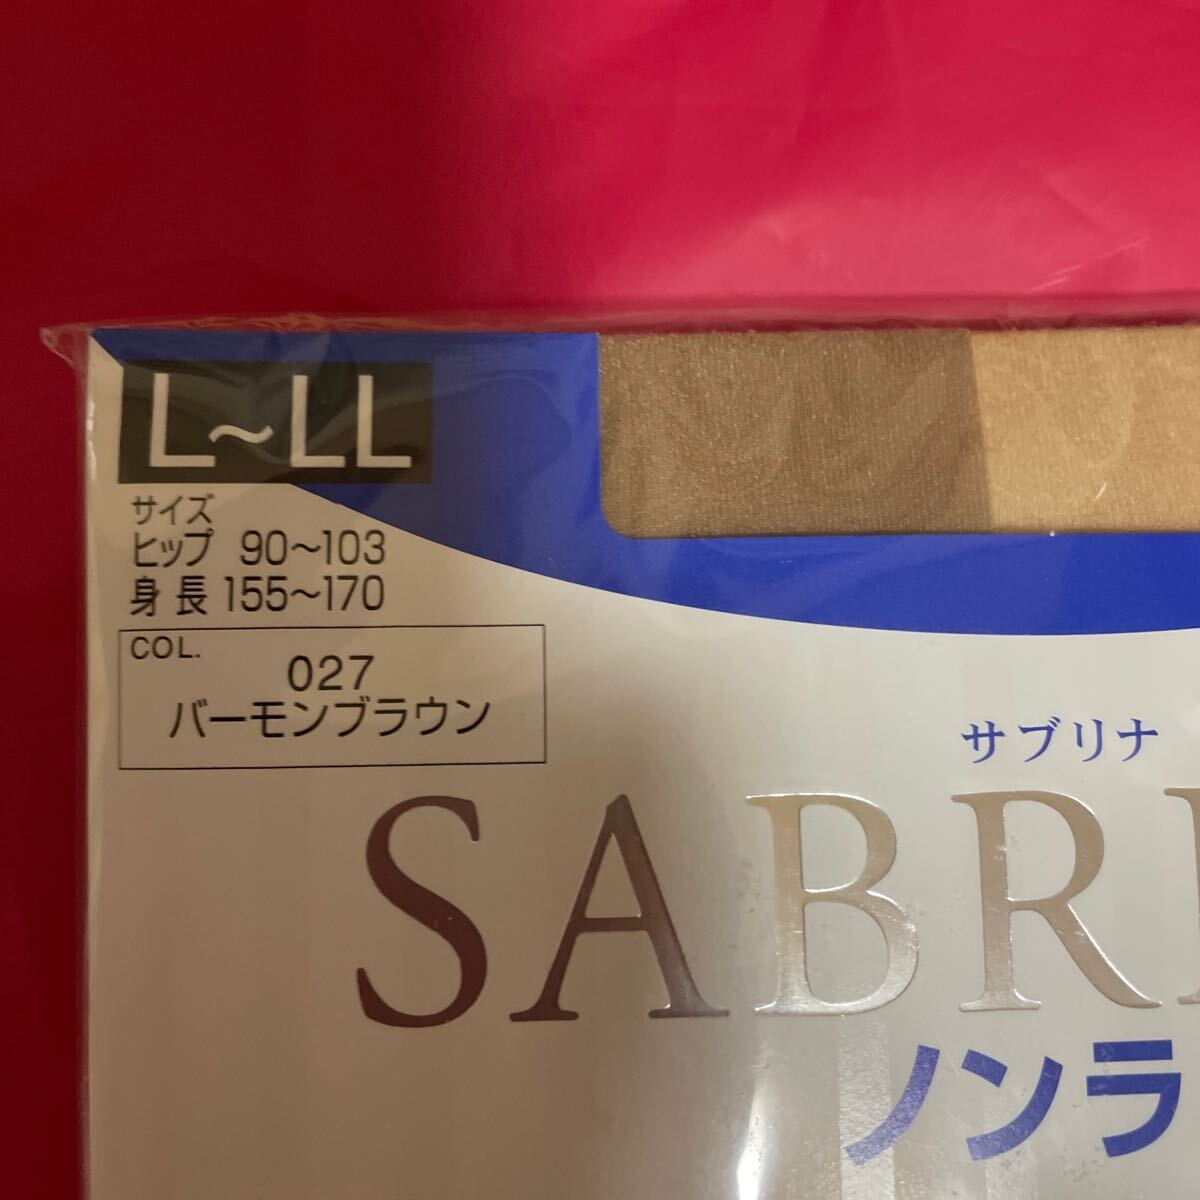 L~LL
サイズ
ヒップ 90~103
身長 155~170
COL.
027
バーモンブラウン
サブリナ
SABR
ノンラ